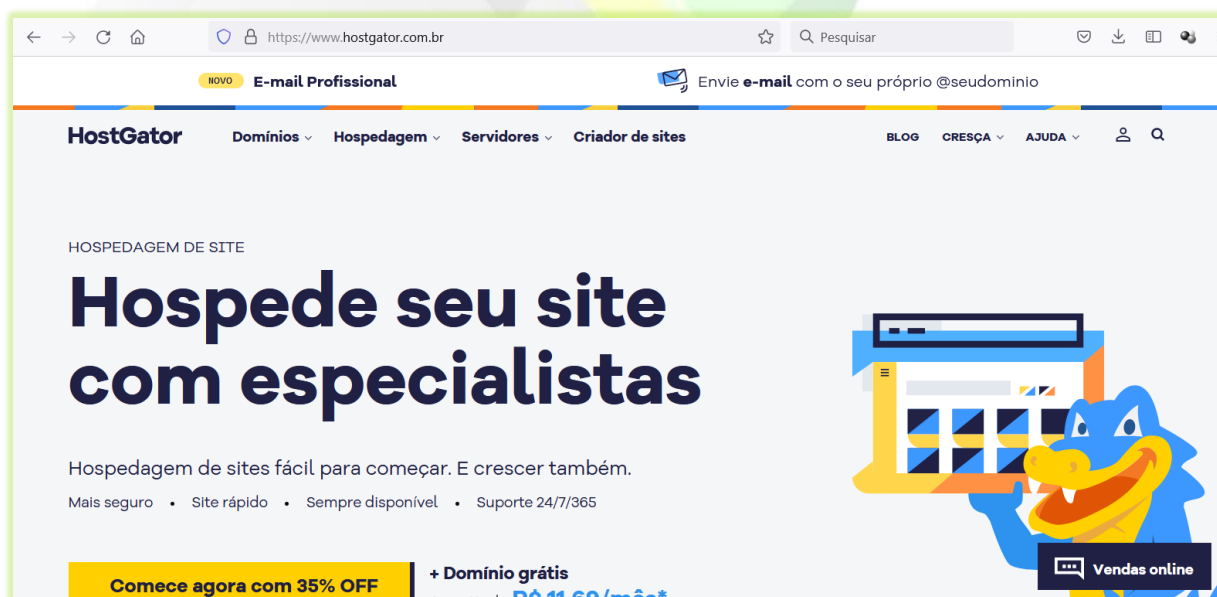 https://www.hostgator.com.br
Pesquisar
NOVO E-mail Profissional
Envie e-mail com o seu próprio @seudominio
HostGator
Domínios
Hospedagem
Servidores
Criador de sites
BLOG
CRESÇA
AJUDA
HOSPEDAGEM DE SITE
Hospede seu site
com especialistas
Hospedagem de sites fácil para começar. E crescer também.
Mais seguro • Site rápido • Sempre disponível • Suporte 24/7/365
Comece agora com 35% OFF
+ Domínio grátis
R$ 11,69/mês*
Vendas online